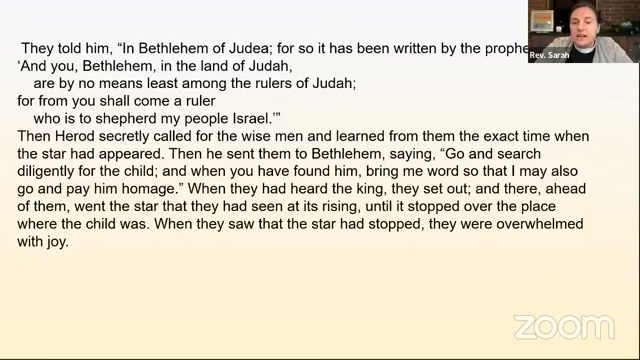 They told him, “In Bethlehem of Judea; for so it has been written by the
‘And you, Bethlehem, in the land of Judah,
are by no means least among the rulers of Judah;
for from you shall come a ruler
who is to shepherd my people Israel.’”
Then Herod secretly called for the wise men and learned from them the exact time when
the star had appeared. Then he sent them to Bethlehem, saying, “Go and search
diligently for the child; and when you have found him, bring me word so that I may also
go and pay him homage.” When they had heard the king, they set out; and there, ahead
of them, went the star that they had seen at its rising, until it stopped over the place
where the child was. When they saw that the star had stopped, they were overwhelmed
with joy.
Rev. Sarah
zoom